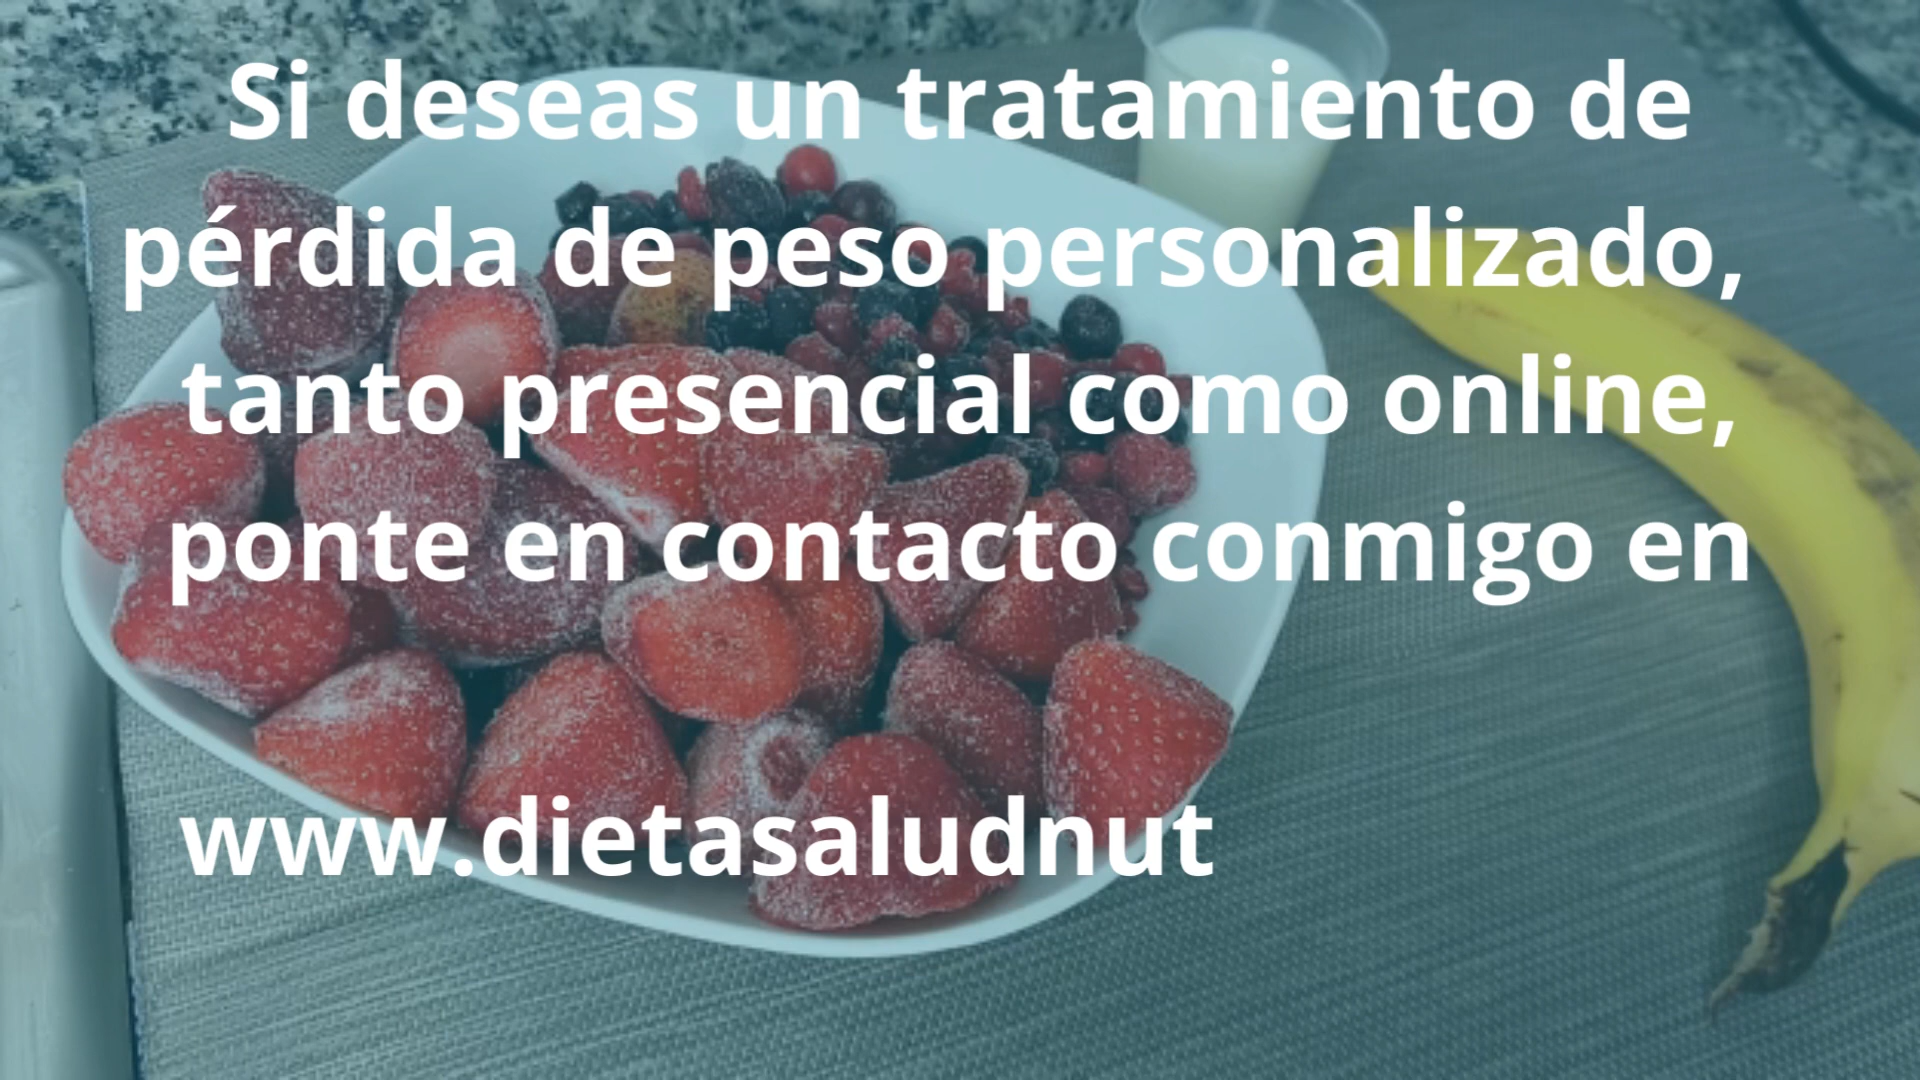 Si deseas un tratamiento de
pérdida de peso personalizado,
tanto presencial como online,
ponte en contacto conmigo en
www.dietasaludnut